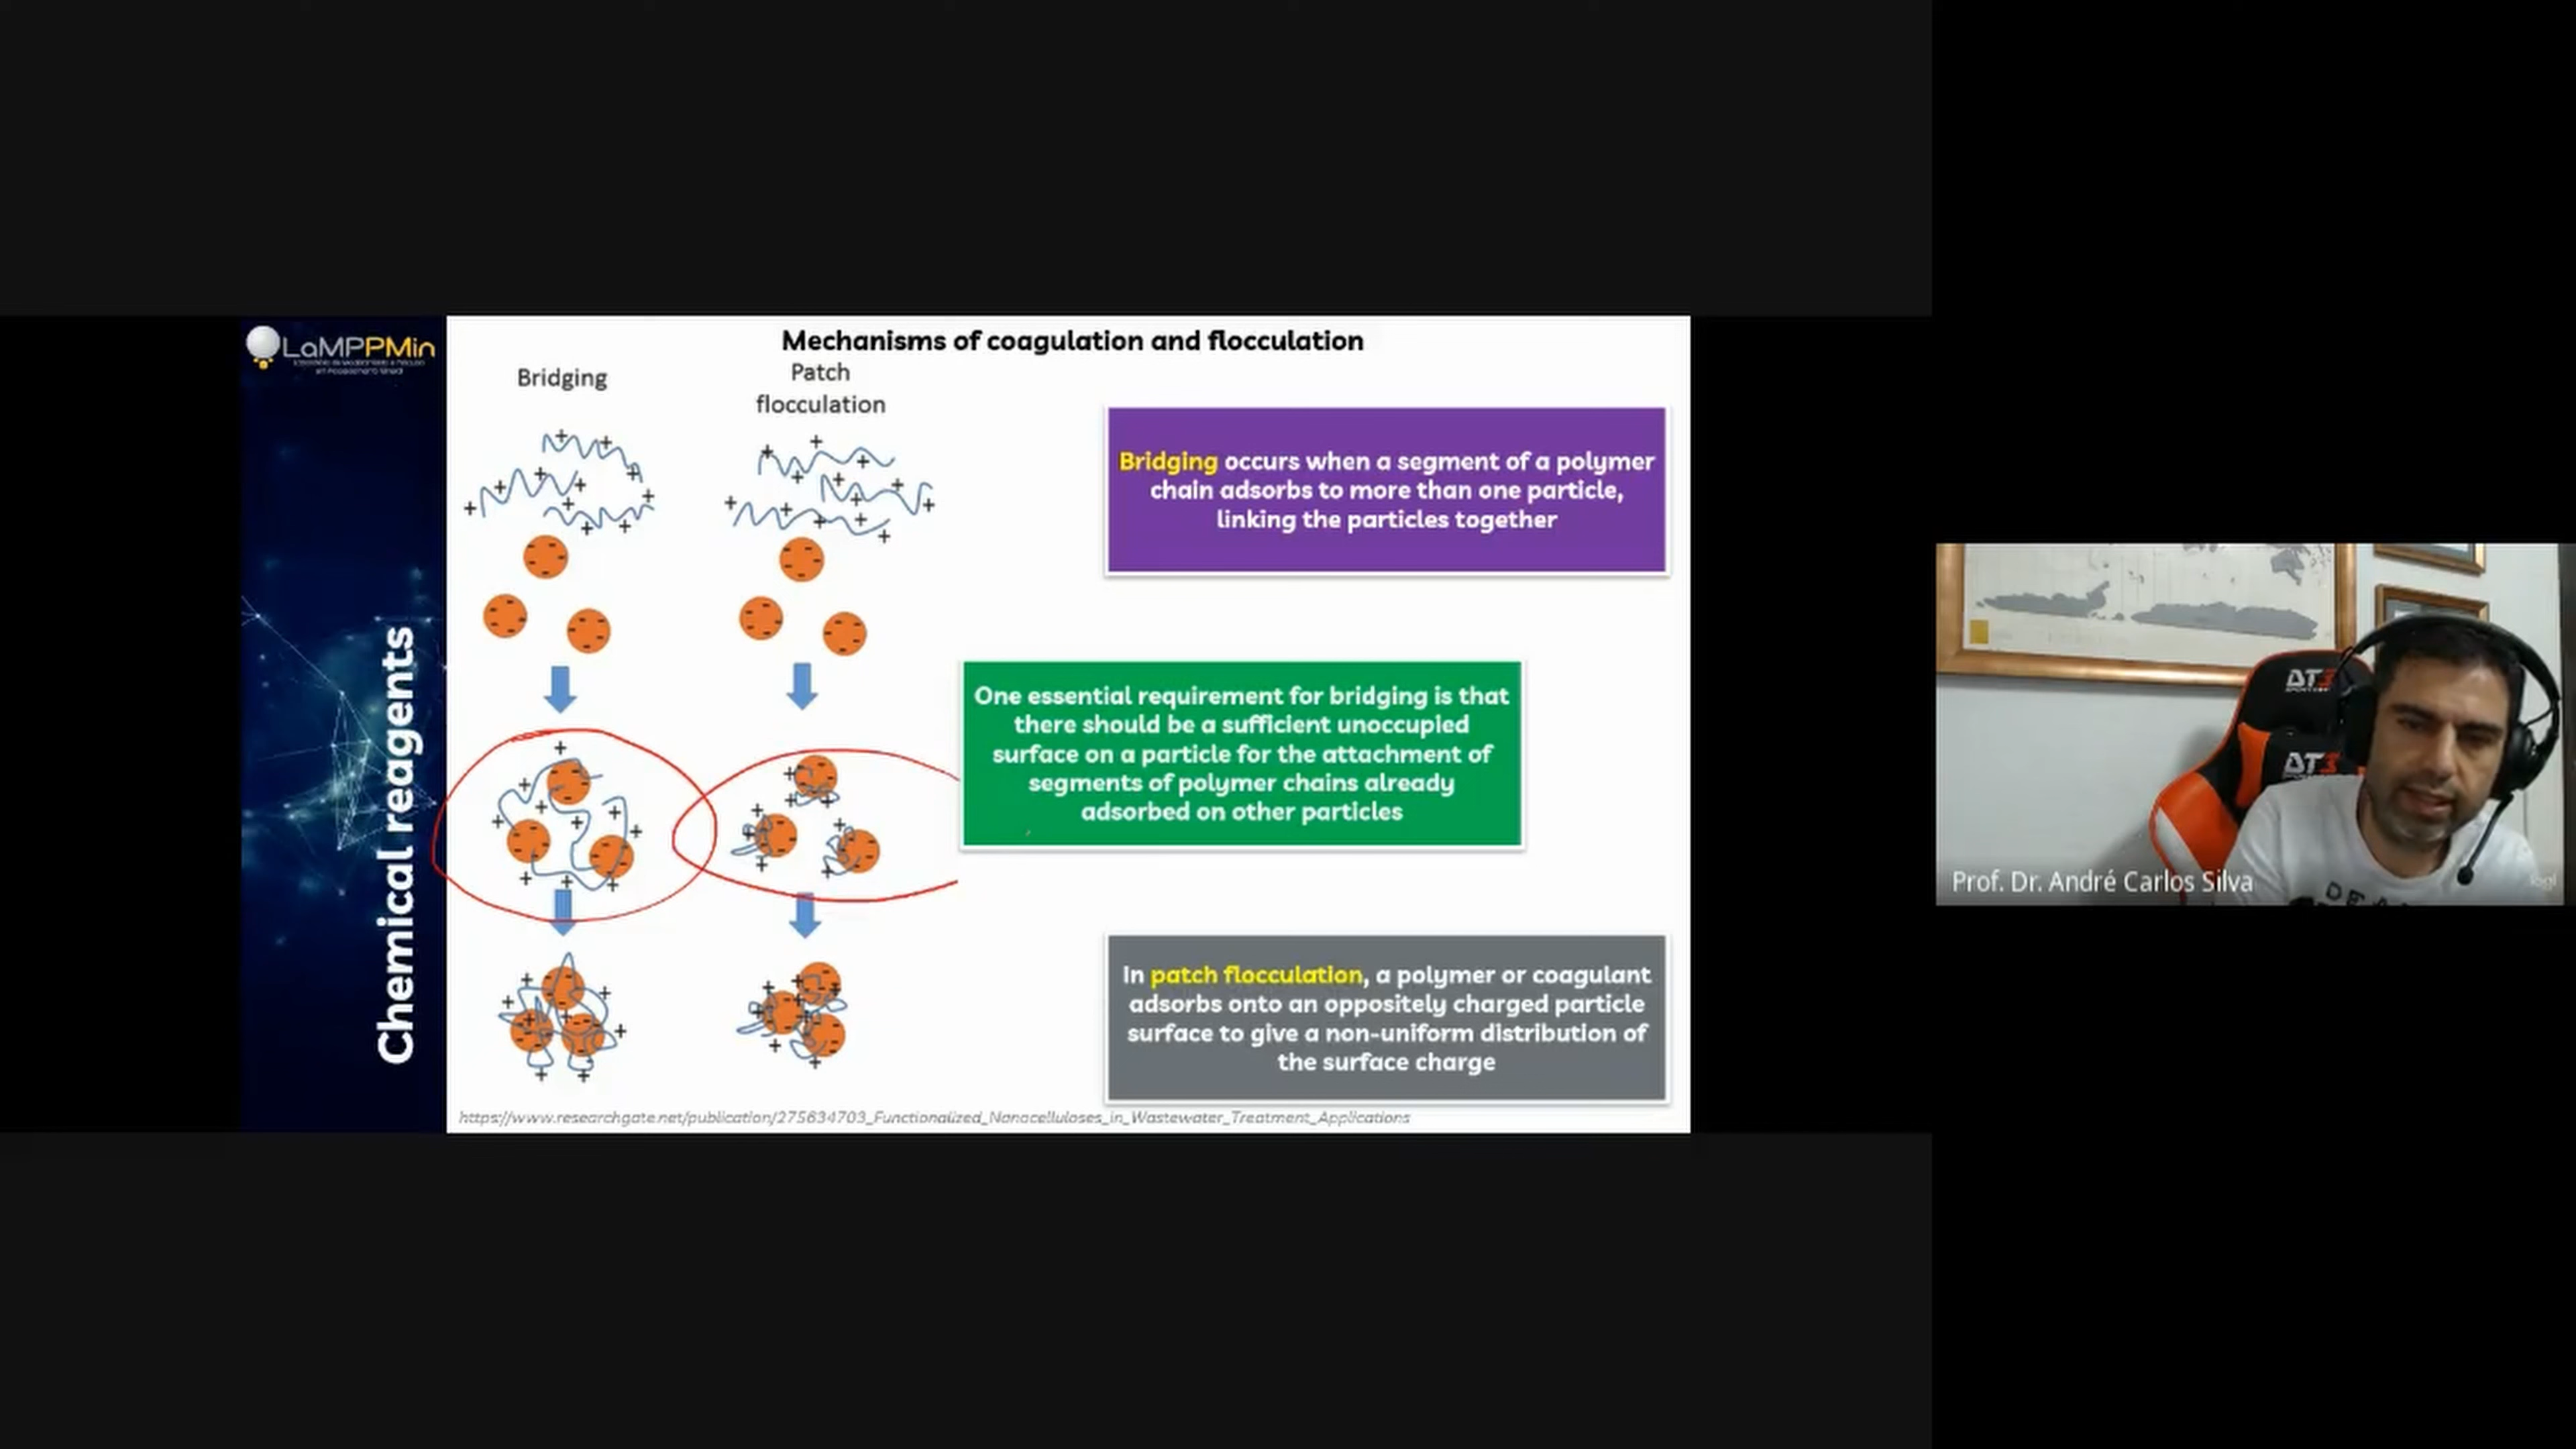 LaMPPMin
Chemical reagents
Mechanisms of coagulation and flocculation
Bridging
Patch
flocculation
Bridging occurs when a segment of a polymer
chain adsorbs to more than one particle,
linking the particles together
One essential requirement for bridging is that
there should be a sufficient unoccupied
surface on a particle for the attachment of
segments of polymer chains already
adsorbed on other particles
In patch flocculation, a polymer or coagulant
adsorbs onto an oppositely charged particle
surface to give a non-uniform distribution of
the surface charge
https://www.researchgate.net/publication/275634703_Functionalized_Nanocelluloses_in_Wastewater_Treatment_Applications
DT3
DT3
Prof. Dr. André Carlos Silva